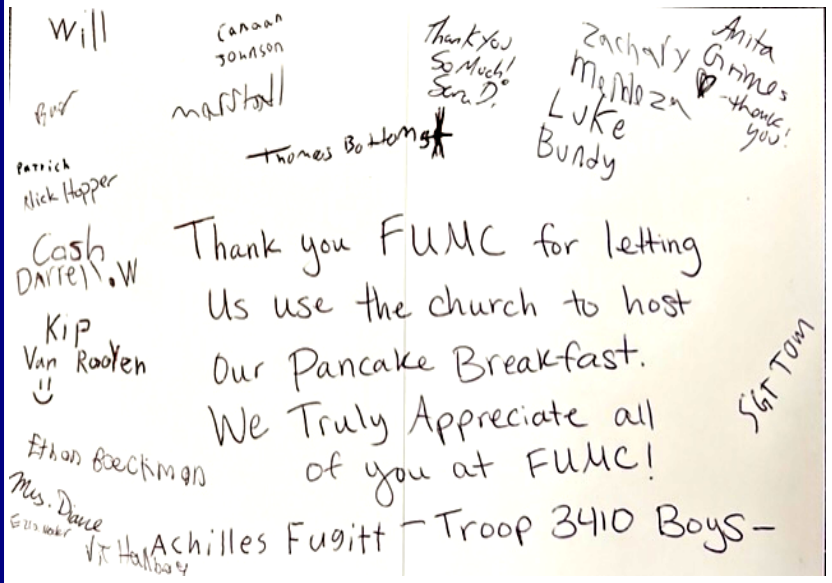 Will
Canaan
Johnson
Thank you
So Much!
Sara D.
Zachary
Mendoza
Luke
Bundy
Anita
Grimes
- thank
you!
marshall
Thomas Bottoms
Patrick
Nick Hopper
Cash
Darrell.W
Kip
Van Rooyen
Thank you FUMC for letting
Us use the church to host
Our Pancake Breakfast.
We Truly Appreciate all
of you at FUMC!
- Troop 3410 Boys -
SGT TOM
Ethan Boeckman
Mrs. Diane
Achilles Fugitt